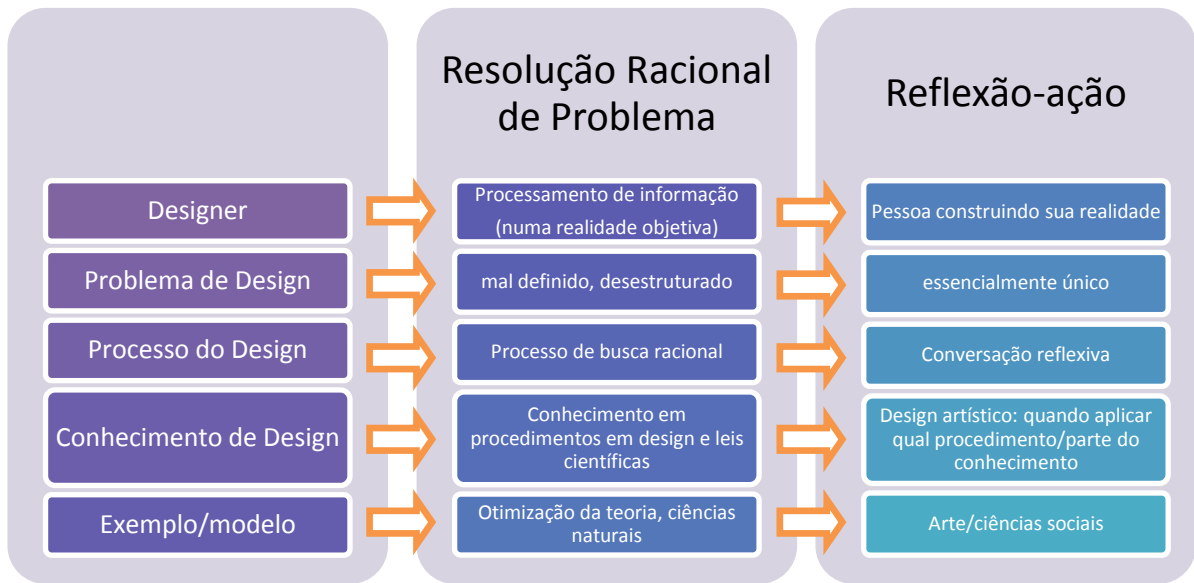 Resolução Racional
de Problema
Reflexão-ação
Designer
Processamento de informação
(numa realidade objetiva)
Pessoa construindo sua realidade
Problema de Design
mal definido, desestruturado
essencialmente único
Processo do Design
Processo de busca racional
Conversação reflexiva
Conhecimento de Design
Conhecimento em
procedimentos em design e leis
científicas
Design artístico: quando aplicar
qual procedimento/parte do
conhecimento
Exemplo/modelo
Otimização da teoria, ciências
naturais
Arte/ciências sociais